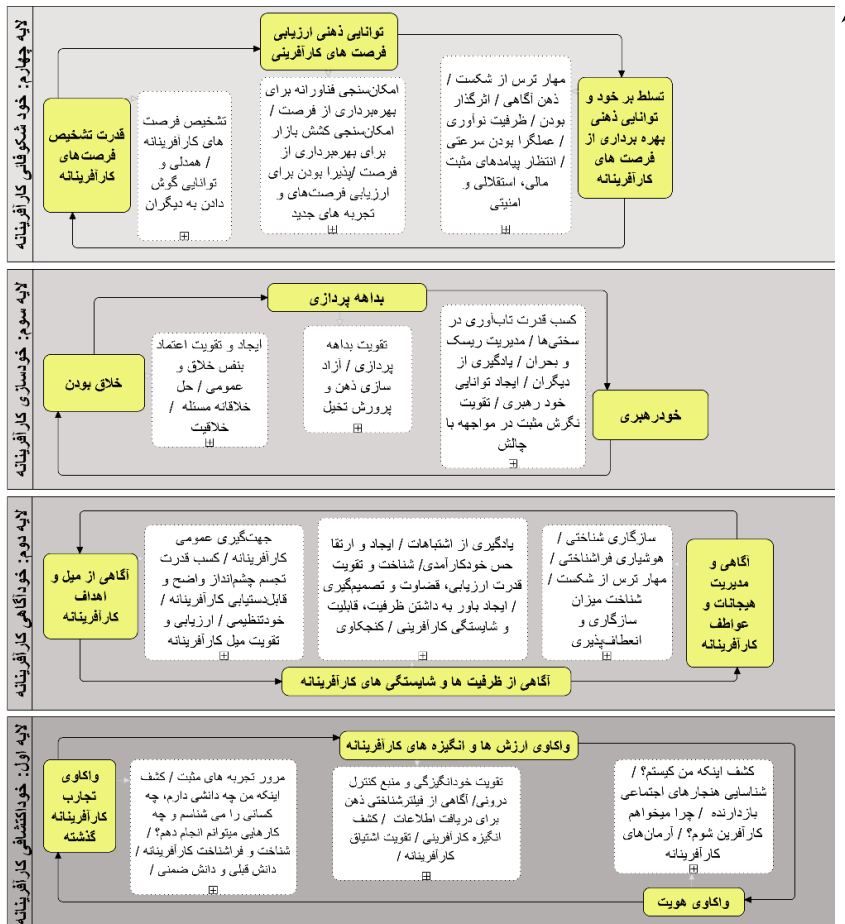 لایه چهارم: خود شکوفائی کارآفرینانه
توانایی ذهنی ارزیابی
فرصت های کارآفرینی
تسلط بر خود و
توانایی ذهنی
بهره برداری از
فرصت های
کارآفرینانه
مهار ترس از شکست /
ذهن آگاهی / اثرگذار
بودن / ظرفیت نوآوری
/ عملگرا بودن سرعتی
/ انتظار پیامدهای مثبت
مالی، استقلالی و
امنیتی
امکان‌سنجی فناورانه برای
بهره‌برداری از فرصت /
امکان‌سنجی کشش بازار
برای بهره‌برداری از
فرصت /پذیرا بودن برای
ارزیابی فرصت‌های و
تجربه های جدید
تشخیص فرصت
های کارآفرینانه
/ همدلی و
توانایی گوش
دادن به دیگران
قدرت تشخیص
فرصت‌های
کارآفرینانه
لایه سوم: خودسازی کارآفرینانه
بداهه پردازی
خودرهبری
کسب قدرت تاب‌آوری در
سختی‌ها / مدیریت ریسک
و بحران / یادگیری از
دیگران / ایجاد توانایی
خود رهبری / تقویت
نگرش مثبت در مواجهه با
چالش
تقویت بداهه
پردازی / آزاد
سازی ذهن و
پرورش تخیل
ایجاد و تقویت اعتماد
بنفس خلاق و
عمومی / حل
خلاقانه مسئله /
خلاقیت
خلاق بودن
لایه دوم: خودآگاهی کارآفرینانه
آگاهی و
مدیریت
هیجانات و
عواطف
کارآفرینانه
سازگاری شناختی /
هوشیاری فراشناختی /
مهار ترس از شکست /
شناخت میزان
سازگاری و
انعطاف‌پذیری
یادگیری از اشتباهات / ایجاد و ارتقا
حس خودکارآمدی/ شناخت و تقویت
قدرت ارزیابی، قضاوت و تصمیم‌گیری
/ ایجاد باور به داشتن ظرفیت، قابلیت
و شایستگی کارآفرینی / کنجکاوی
جهت‌گیری عمومی
کارآفرینانه / کسب قدرت
تجسم چشم‌انداز واضح و
قابل‌دستیابی کارآفرینانه /
خودتنظیمی / ارزیابی و
تقویت میل کارآفرینانه
آگاهی از میل و
اهداف
کارآفرینانه
آگاهی از ظرفیت ها و شایستگی های کارآفرینانه
لایه اول: خوداکتشافی کارآفرینانه
واکاوی ارزش ها و انگیزه های کارآفرینانه
کشف اینکه من کیستم؟ /
شناسایی هنجارهای اجتماعی
بازدارنده / چرا میخواهم
کارآفرین شوم؟ / آرمان‌های
کارآفرینانه
تقویت خودانگیزگی و منبع کنترل
درونی/ آگاهی از فیلترشناختی ذهن
برای دریافت اطلاعات / کشف
انگیزه کارآفرینی / تقویت اشتیاق
کارآفرینانه /
مرور تجربه های مثبت / کشف
اینکه من چه دانشی دارم، چه
کسانی را می شناسم و چه
کارهایی میتوانم انجام دهم؟ /
شناخت و فراشناخت کارآفرینانه /
دانش قبلی و دانش ضمنی /
واکاوی
تجارب
کارآفرینانه
گذشته
واکاوی هویت